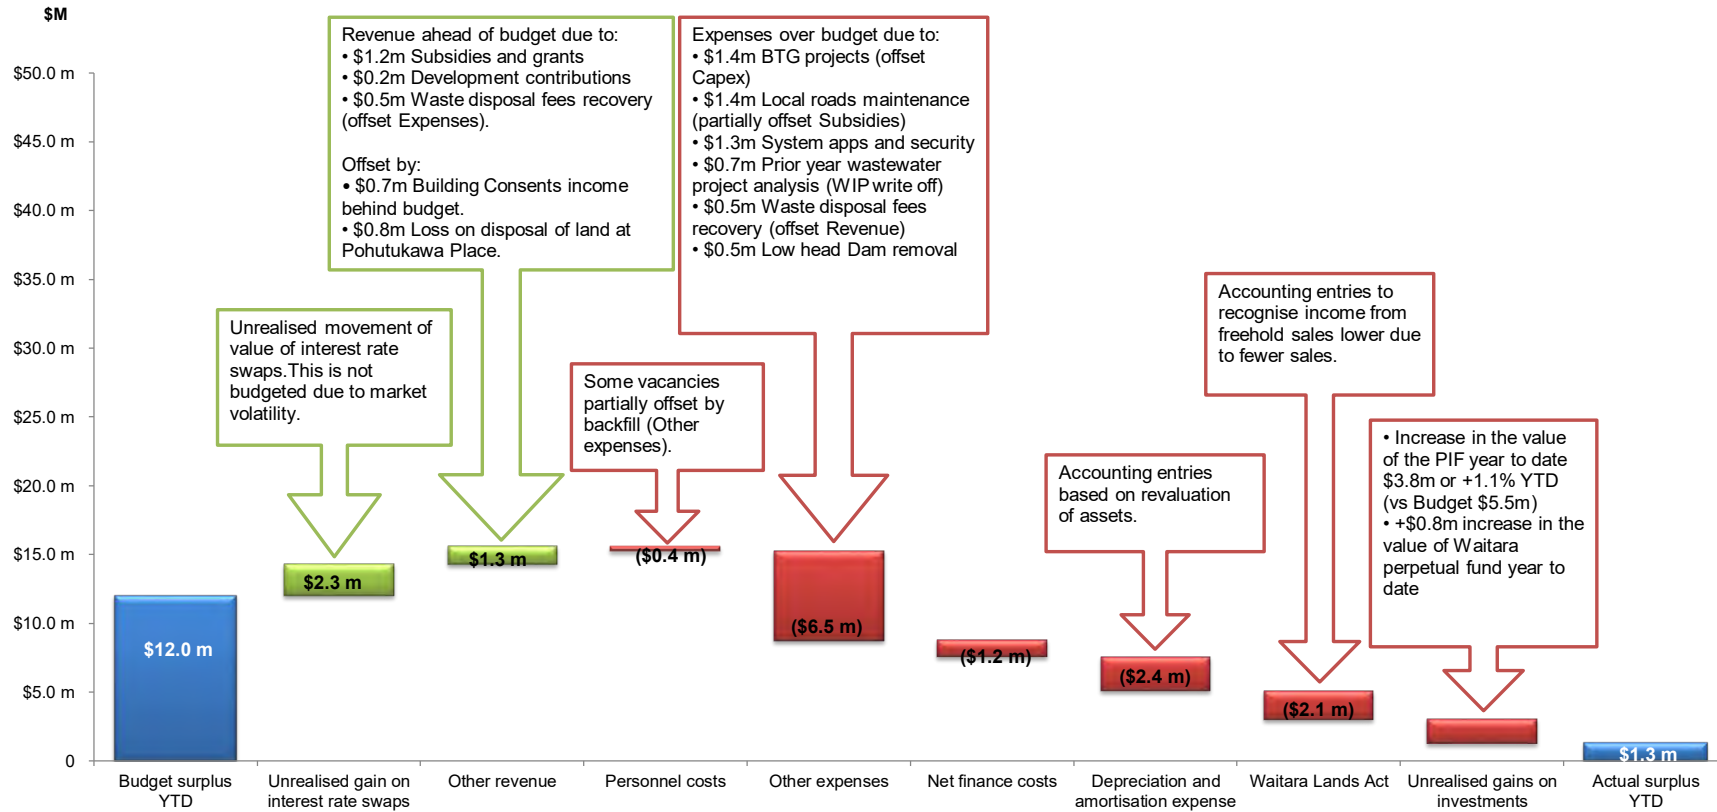 $M
$50.0 m
$45.0 m
$40.0 m
$35.0 m
$30.0 m
$25.0 m
$20.0 m
$15.0 m
$10.0 m
$5.0 m
0
Revenue ahead of budget due to:
• $1.2m Subsidies and grants
• $0.2m Development contributions
• $0.5m Waste disposal fees recovery
(offset Expenses).
Offset by:
• $0.7m Building Consents income
behind budget.
• $0.8m Loss on disposal of land at
Pohutukawa Place.
Expenses over budget due to:
• $1.4m BTG projects (offset
Capex)
• $1.4m Local roads maintenance
(partially offset Subsidies)
• $1.3m System apps and security
• $0.7m Prior year wastewater
project analysis (WIP write off)
• $0.5m Waste disposal fees
recovery (offset Revenue)
• $0.5m Low head Dam removal
Unrealised movement of
value of interest rate
swaps.This is not
budgeted due to market
volatility.
Some vacancies
partially offset by
backfill (Other
expenses).
Accounting entries
based on revaluation
of assets.
Accounting entries to
recognise income from
freehold sales lower due
to fewer sales.
• Increase in the value
of the PIF year to date
$3.8m or +1.1% YTD
(vs Budget $5.5m)
• +$0.8m increase in the
value of Waitara
perpetual fund year to
date
$12.0 m
$2.3 m
$1.3 m
($0.4 m)
($6.5 m)
($1.2 m)
($2.4 m)
($2.1 m)
$1.3 m
Budget surplus
YTD
Unrealised gain on
interest rate swaps
Other revenue
Personnel costs
Other expenses
Net finance costs
Depreciation and
amortisation expense
Waitara Lands Act
Unrealised gains on
investments
Actual surplus
YTD